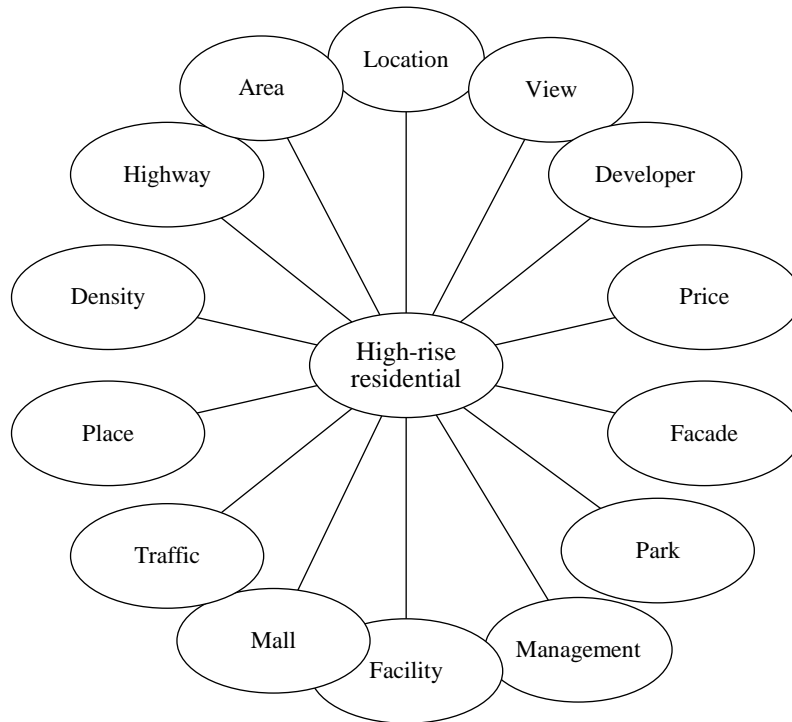 Location
Area
View
Highway
Developer
Density
Price
High-rise
residential
Place
Facade
Traffic
Park
Mall
Management
Facility